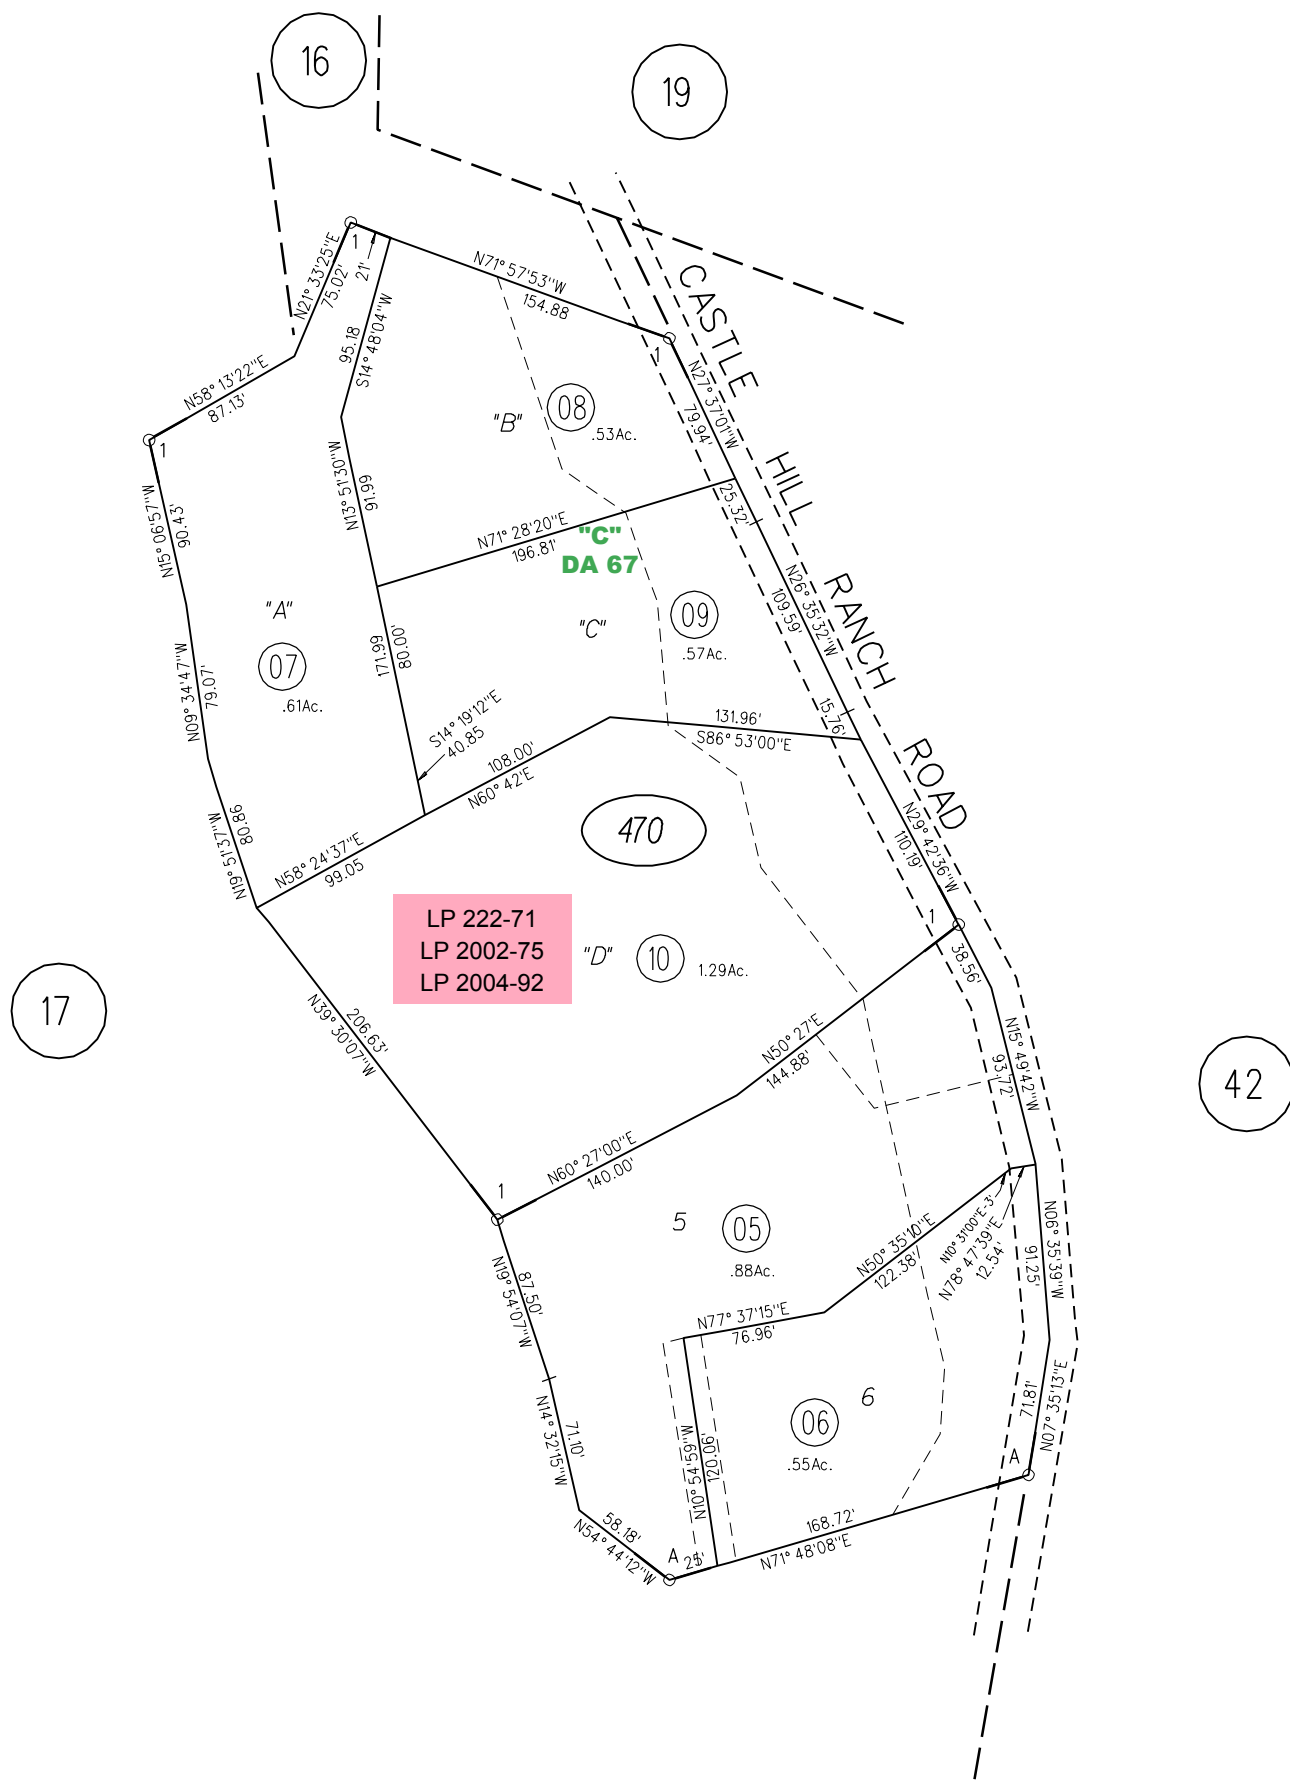 16
19
1
21'
N21° 33'25"E
75.02'
N71° 57'53"W
154.88
CASTLE HILL RANCH ROAD
1
95.18
S14° 48'04"W
N58° 13'22"E
87.13'
1
N27° 37'01"W
79.94'
"B"
08
.53Ac.
N13° 51'30"W
91.99
N15° 06'57"W
90.43'
25.32'
N71° 28'20"E
196.81'
"C"
DA 67
"A"
07
.61Ac.
"C"
09
.57Ac.
N26° 35'32"W
109.59'
171.99
80.00'
N09° 34'47"W
79.07'
S14° 19'12"E
40.85
15.76'
131.96'
S86° 53'00"E
108.00'
N60° 42'E
470
N19° 51'37"W
80.86
N58° 24'37"E
99.05
N29° 42'36"W
110.19'
LP 222-71
LP 2002-75
LP 2004-92
"D"
10
1.29Ac.
1
38.56'
17
206.63'
N39° 30'07"W
N50° 27'E
144.88'
N15° 49'42"W
93.72'
42
N60° 27'00"E
140.00'
1
5
05
.88Ac.
N50° 35'10"E
122.38'
N10° 31'00"E-3'
N78° 47'39"E
12.54'
N06° 35'39"W
91.25'
87.50'
N19° 54'07"W
N77° 37'15"E
76.96'
6
06
.55Ac.
71.81'
N07° 35'13"E
71.10'
N14° 32'15"W
N10° 54'59"W
120.06'
A
168.72'
N71° 48'08"E
58.18'
N54° 44'12"W
A